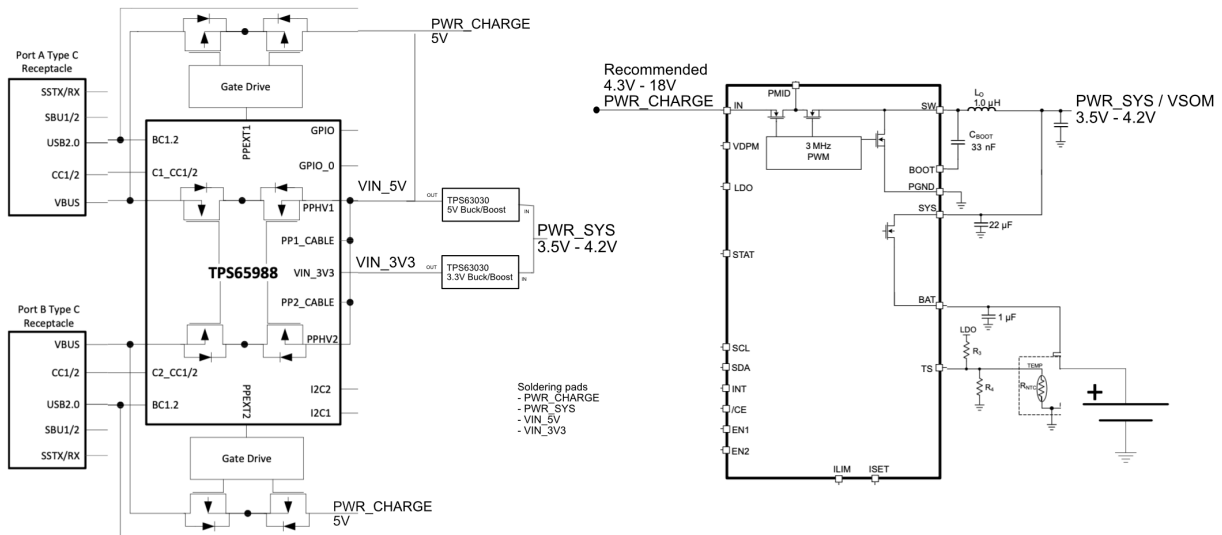 PWR_CHARGE
5V
Port A Type C
Receptacle
SSTX/RX
SBU1/2
USB2.0
CC1/2
VBUS
Gate Drive
PPEXT1
BC1.2
C1_CC1/2
GPIO
GPIO_0
PPHV1
PP1_CABLE
TPS65988
VIN_3V3
PP2_CABLE
PPHV2
C2_CC1/2
BC1.2
I2C2
I2C1
PPEXT2
VIN_5V
OUT
TPS63030
5V Buck/Boost
IN
PWR_SYS
3.5V - 4.2V
VIN_3V3
OUT
TPS63030
3.3V Buck/Boost
IN
Port B Type C
Receptacle
VBUS
CC1/2
USB2.0
SBU1/2
SSTX/RX
Gate Drive
PWR_CHARGE
5V
Soldering pads
- PWR_CHARGE
- PWR_SYS
- VIN_5V
- VIN_3V3
Recommended
4.3V - 18V
PWR_CHARGE
IN
PMID
SW
LO
1.0 µH
PWR_SYS / VSOM
3.5V - 4.2V
VDPM
3 MHz
PWM
CBOOT
33 nF
BOOT
LDO
PGND
SYS
22 µF
STAT
BAT
1 µF
LDO
R3
SCL
SDA
TS
TEMP
R4
RNTC
+
INT
/CE
EN1
EN2
ILIM
ISET